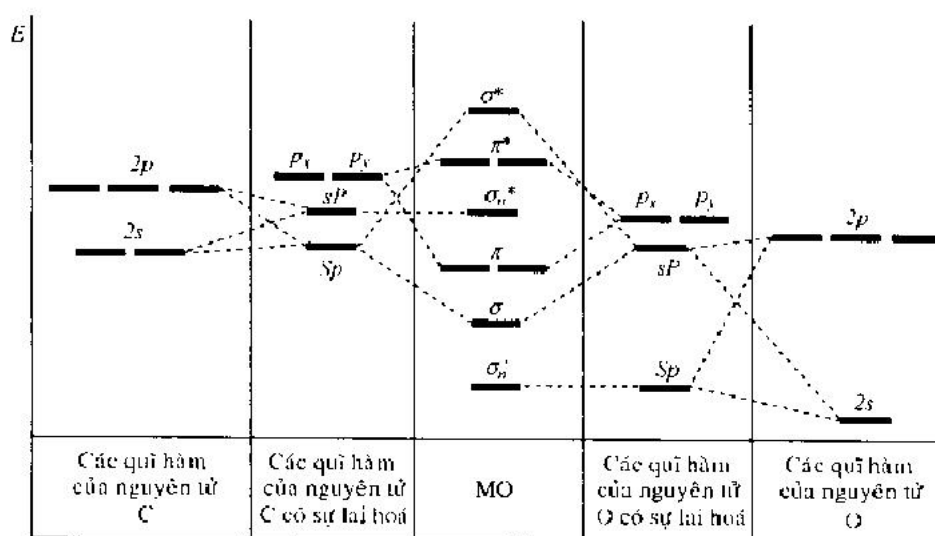 E
σ*
π*
2p
pₓ pᵧ
sP
σₙ*
pₓ pᵧ
2p
2s
Sp
π
sP
σ
σₙ
Sp
2s
Các quĩ hàm
của nguyên tử
C
Các quĩ hàm
của nguyên tử
C có sự lai hoá
MO
Các quĩ hàm
của nguyên tử
O có sự lai hoá
Các quĩ hàm
của nguyên tử
O